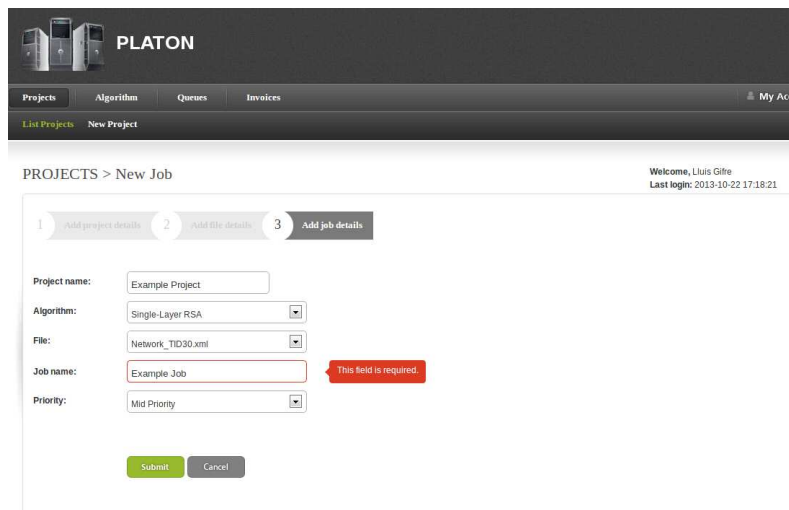 PLATON
Projects Algorithm Queues Invoices My Ac
List Projects New Project
PROJECTS > New Job
Welcome, Lluis Gifre
Last login: 2013-10-22 17:18:21
1 Add project details 2 Add file details 3 Add job details
Project name: Example Project
Algorithm: Single-Layer RSA
File: Network_TID30.xml
Job name: Example Job This field is required.
Priority: Mid Priority
Submit Cancel